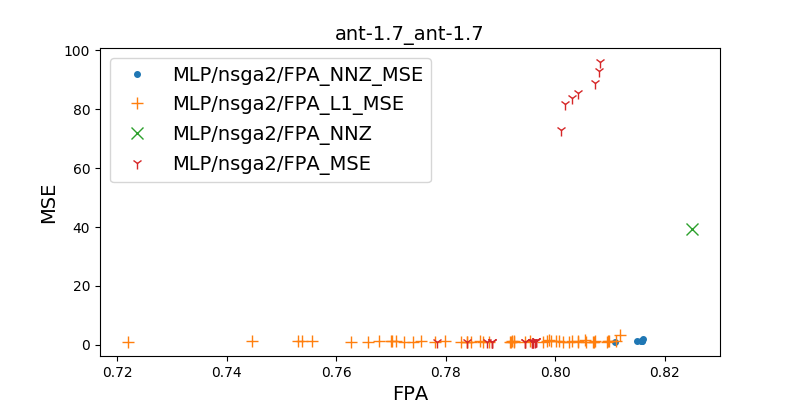 ant-1.7_ant-1.7
100
80
60
40
20
0
MSE
MLP/nsga2/FPA_NNZ_MSE
MLP/nsga2/FPA_L1_MSE
MLP/nsga2/FPA_NNZ
MLP/nsga2/FPA_MSE
0.72 0.74 0.76 0.78 0.80 0.82
FPA